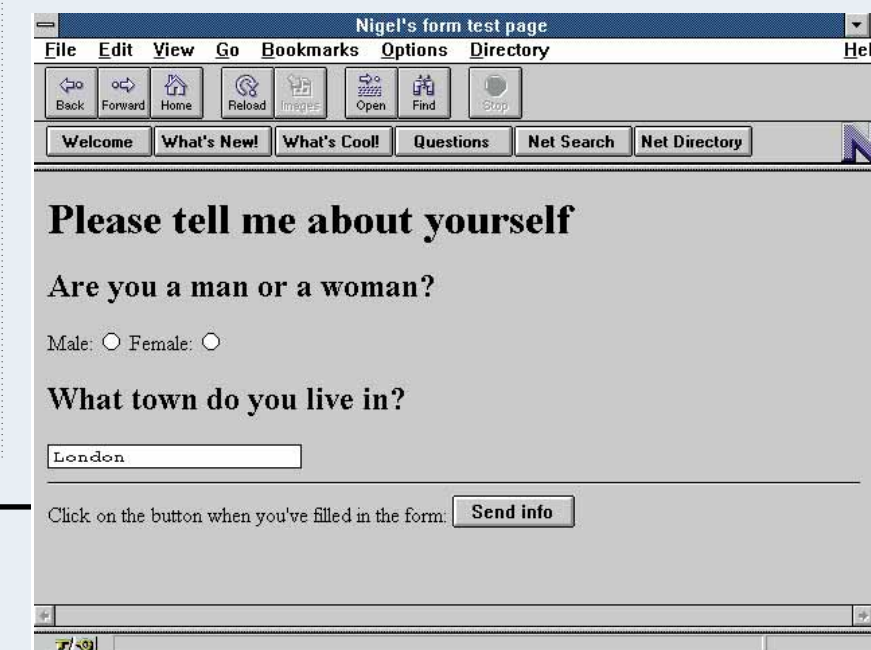 Nigel's form test page
File Edit View Go Bookmarks Options Directory Hel
Back Forward Home Reload Images Open Find Stop
Welcome What's New! What's Cool! Questions Net Search Net Directory
N
Please tell me about yourself
Are you a man or a woman?
Male: Female:
What town do you live in?
London
Click on the button when you've filled in the form: Send info